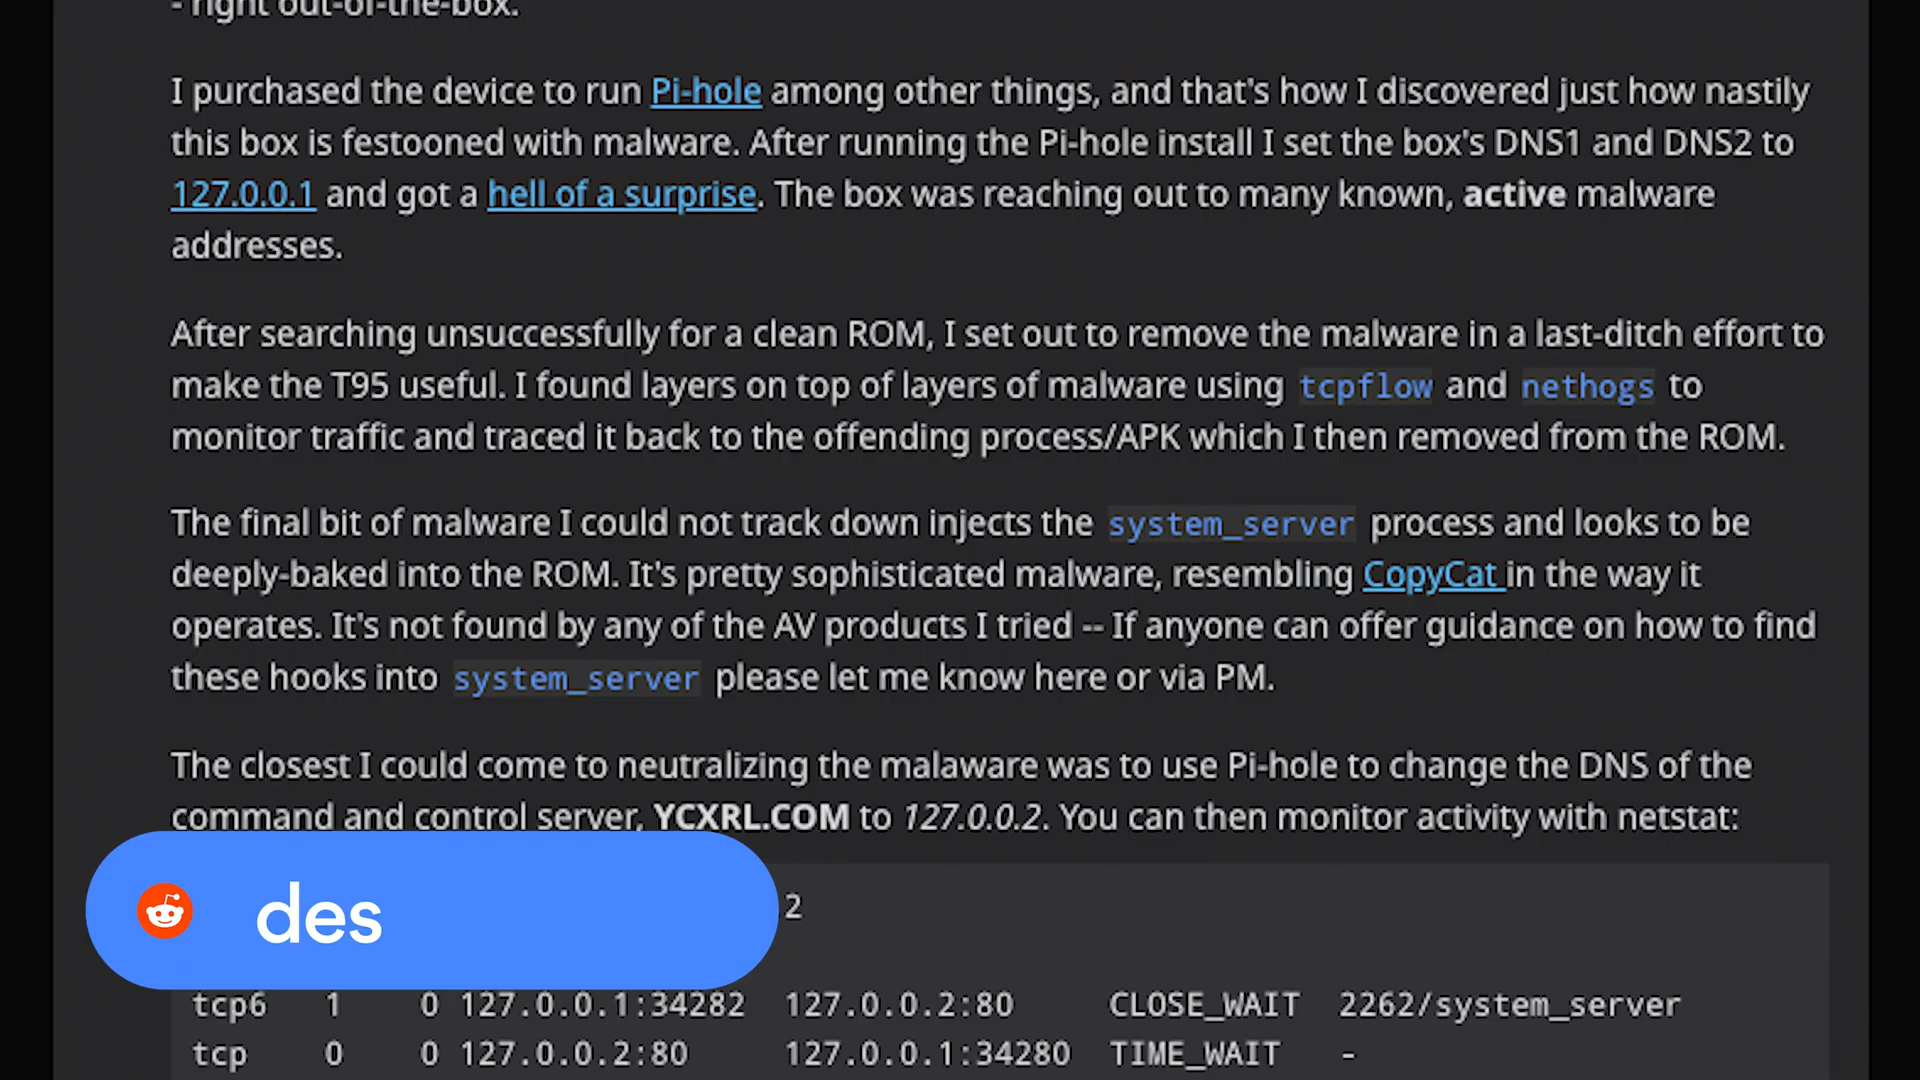 - right out-of-the-box.
I purchased the device to run Pi-hole among other things, and that's how I discovered just how nastily
this box is festooned with malware. After running the Pi-hole install I set the box's DNS1 and DNS2 to
127.0.0.1 and got a hell of a surprise. The box was reaching out to many known, active malware
addresses.
After searching unsuccessfully for a clean ROM, I set out to remove the malware in a last-ditch effort to
make the T95 useful. I found layers on top of layers of malware using tcpflow and nethogs to
monitor traffic and traced it back to the offending process/APK which I then removed from the ROM.
The final bit of malware I could not track down injects the system_server process and looks to be
deeply-baked into the ROM. It's pretty sophisticated malware, resembling CopyCat in the way it
operates. It's not found by any of the AV products I tried -- If anyone can offer guidance on how to find
these hooks into system_server please let me know here or via PM.
The closest I could come to neutralizing the malaware was to use Pi-hole to change the DNS of the
command and control server, YCXRL.COM to 127.0.0.2. You can then monitor activity with netstat:
2
des
tcp6 1 0 127.0.0.1:34282 127.0.0.2:80 CLOSE_WAIT 2262/system_server
tcp 0 0 127.0.0.2:80 127.0.0.1:34280 TIME_WAIT -